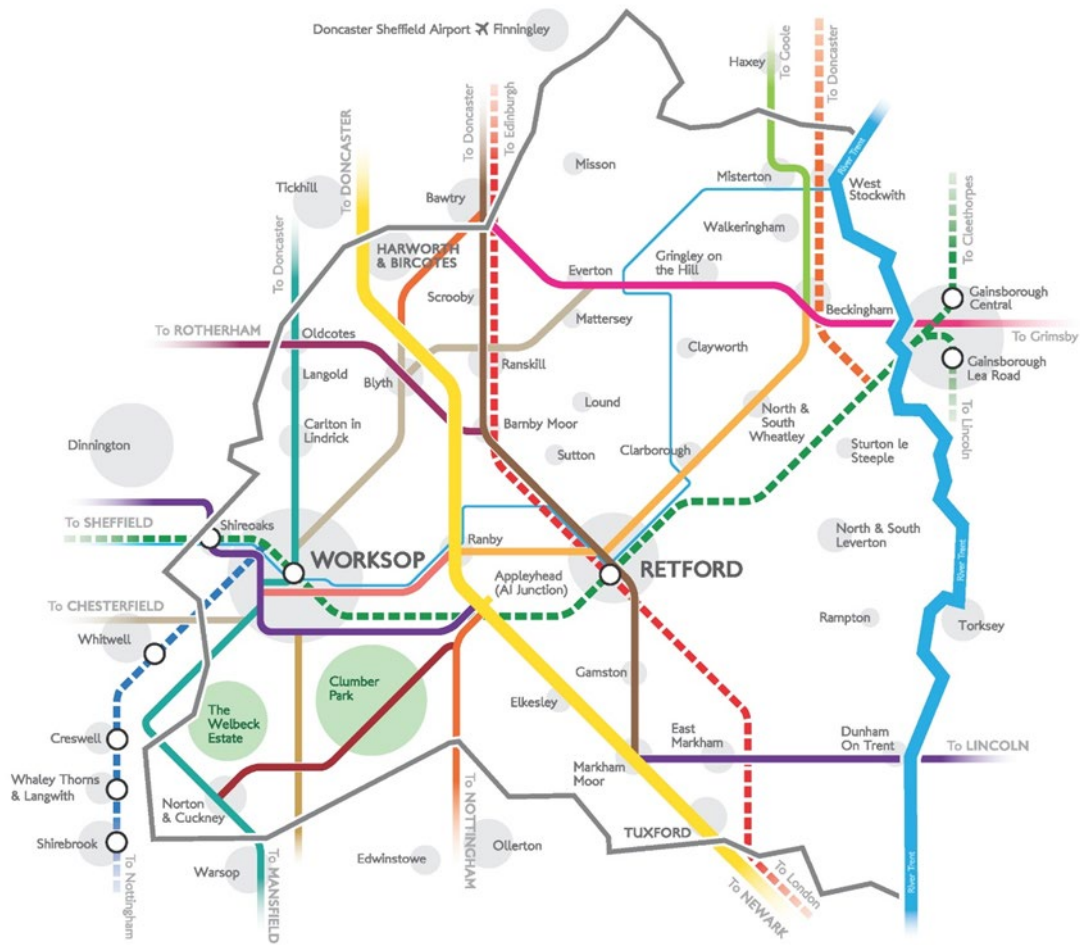 Doncaster Sheffield Airport ✈ Finningley
Haxey
To Goole
To Doncaster
To DONCASTER
To Doncaster
To Edinburgh
River Trent
Misson
Misterton
West
Stockwith
Tickhill
Bawtry
To Cleethorpes
To Doncaster
Walkeringham
HARWORTH
& BIRCOTES
Everton
Gringley on
the Hill
Scrooby
Gainsborough
Central
To ROTHERHAM
Oldcotes
Mattersey
Beckingham
To Grimsby
Langold
Blyth
Ranskill
Clayworth
Gainsborough
Lea Road
Lound
Barnby Moor
North &
South
Wheatley
To Lincoln
Dinnington
Carlton in
Lindrick
Sutton
Clarborough
Sturton le
Steeple
To SHEFFIELD
Shireoaks
North & South
Leverton
WORKSOP
Ranby
RETFORD
River Trent
Appleyhead
(A1 Junction)
To CHESTERFIELD
Whitwell
Rampton
Torksey
Clumber
Park
Gamston
The
Welbeck
Estate
Elkesley
Creswell
East
Markham
Dunham
On Trent
To LINCOLN
Whaley Thorns
& Langwith
Markham
Moor
Norton
& Cuckney
To NOTTINGHAM
Shirebrook
TUXFORD
Ollerton
Edwinstowe
Warsop
To Nottingham
To MANSFIELD
To NEWARK
To London
River Trent